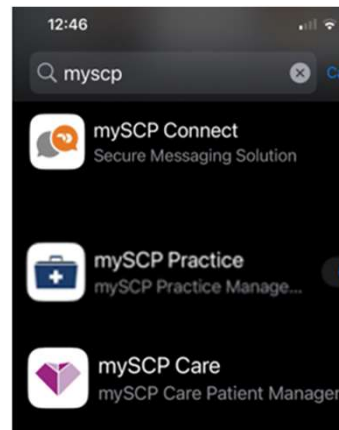 12:46
myscp
mySCP Connect
Secure Messaging Solution
mySCP Practice
mySCP Practice Manage...
mySCP Care
mySCP Care Patient Manager